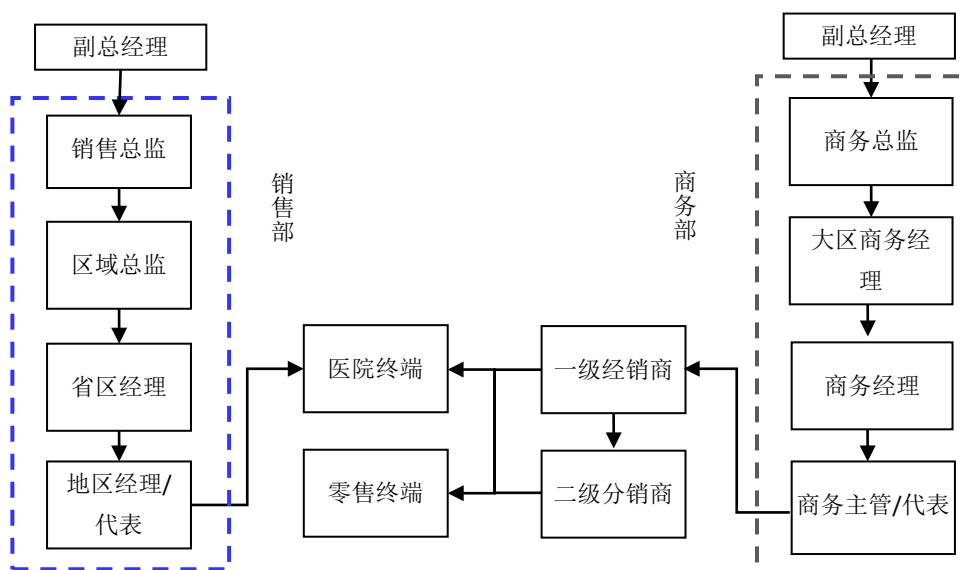 副总经理
销售总监
区域总监
省区经理
地区经理/
代表
销售部
医院终端
零售终端
一级经销商
二级分销商
商务部
副总经理
商务总监
大区商务经
理
商务经理
商务主管/代表